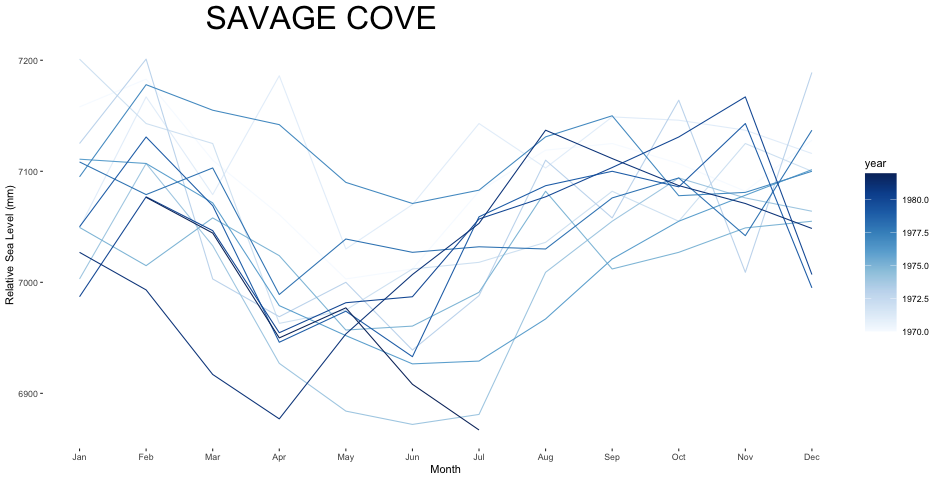 SAVAGE COVE
7200
7100
7000
6900
Relative Sea Level (mm)
Jan Feb Mar Apr May Jun Jul Aug Sep Oct Nov Dec
Month
year
1980.0
1977.5
1975.0
1972.5
1970.0